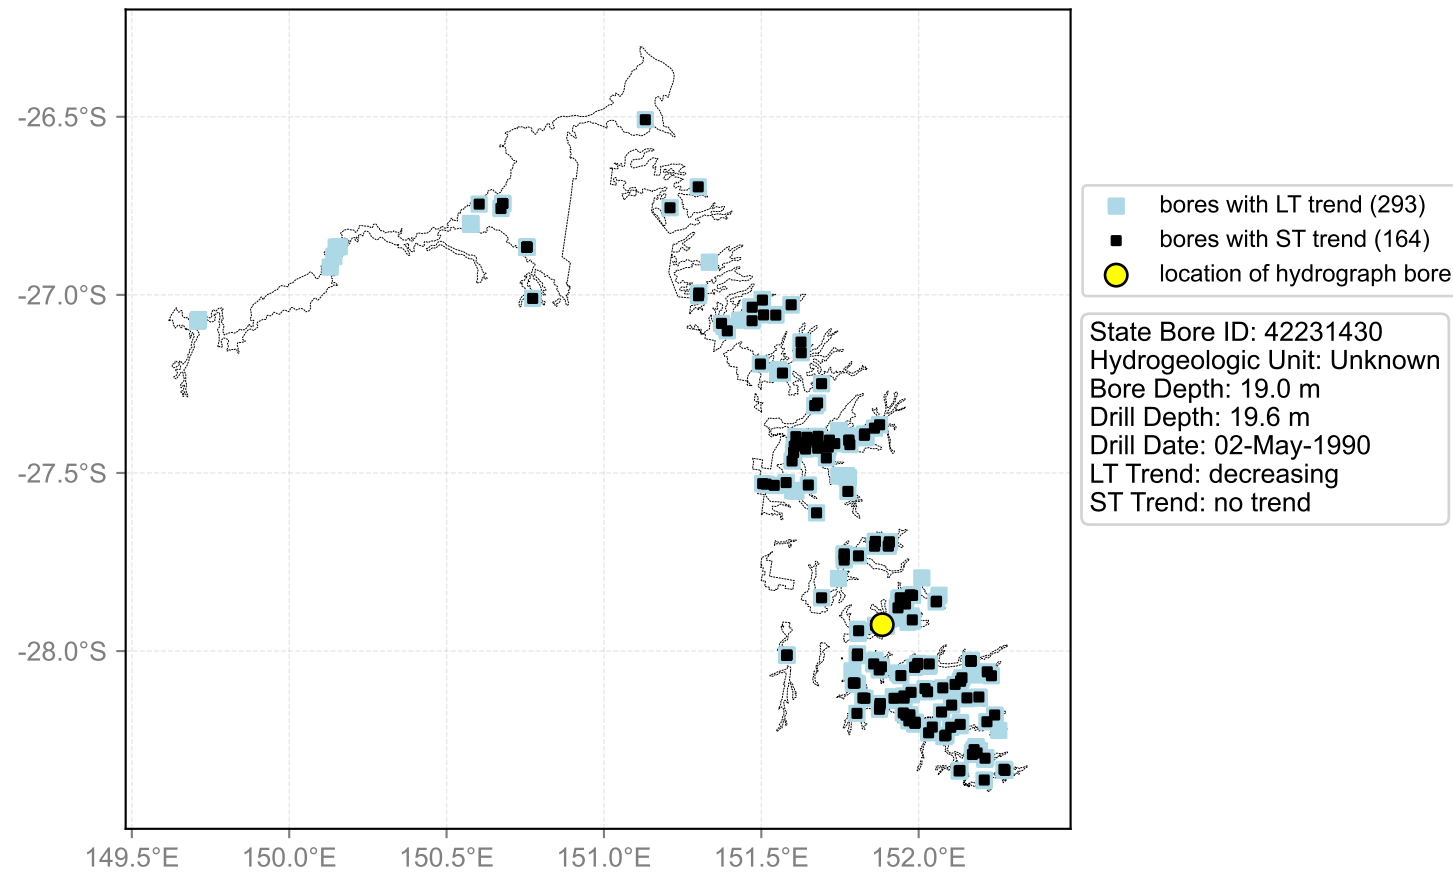 -26.5°S
-27.0°S
-27.5°S
-28.0°S
149.5°E
150.0°E
150.5°E
151.0°E
151.5°E
152.0°E
bores with LT trend (293)
bores with ST trend (164)
location of hydrograph bore
State Bore ID: 42231430
Hydrogeologic Unit: Unknown
Bore Depth: 19.0 m
Drill Depth: 19.6 m
Drill Date: 02-May-1990
LT Trend: decreasing
ST Trend: no trend